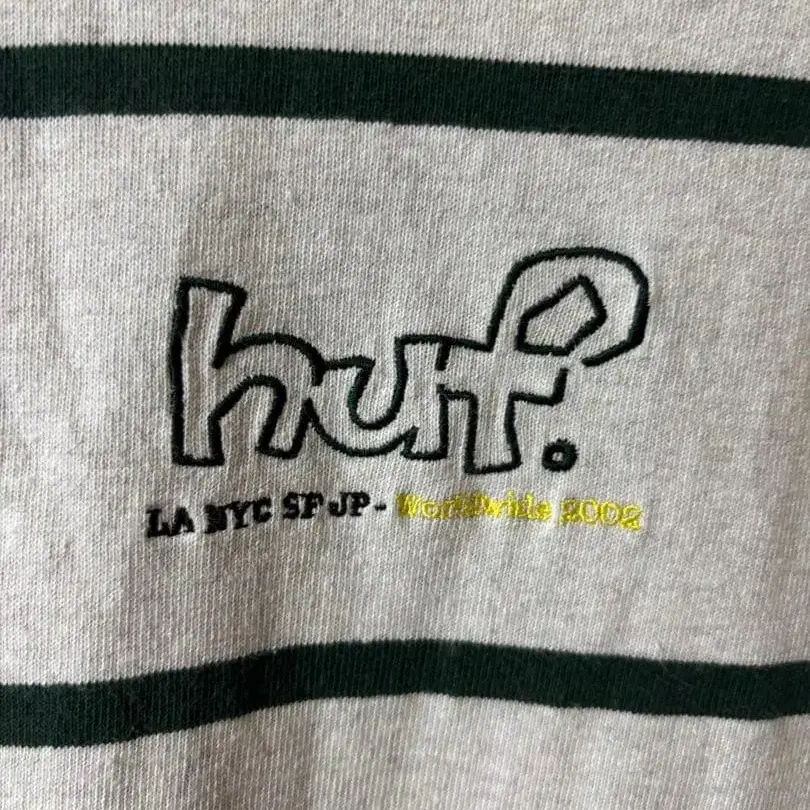 huf.
LA NYC SF JP - Worldwide 2002